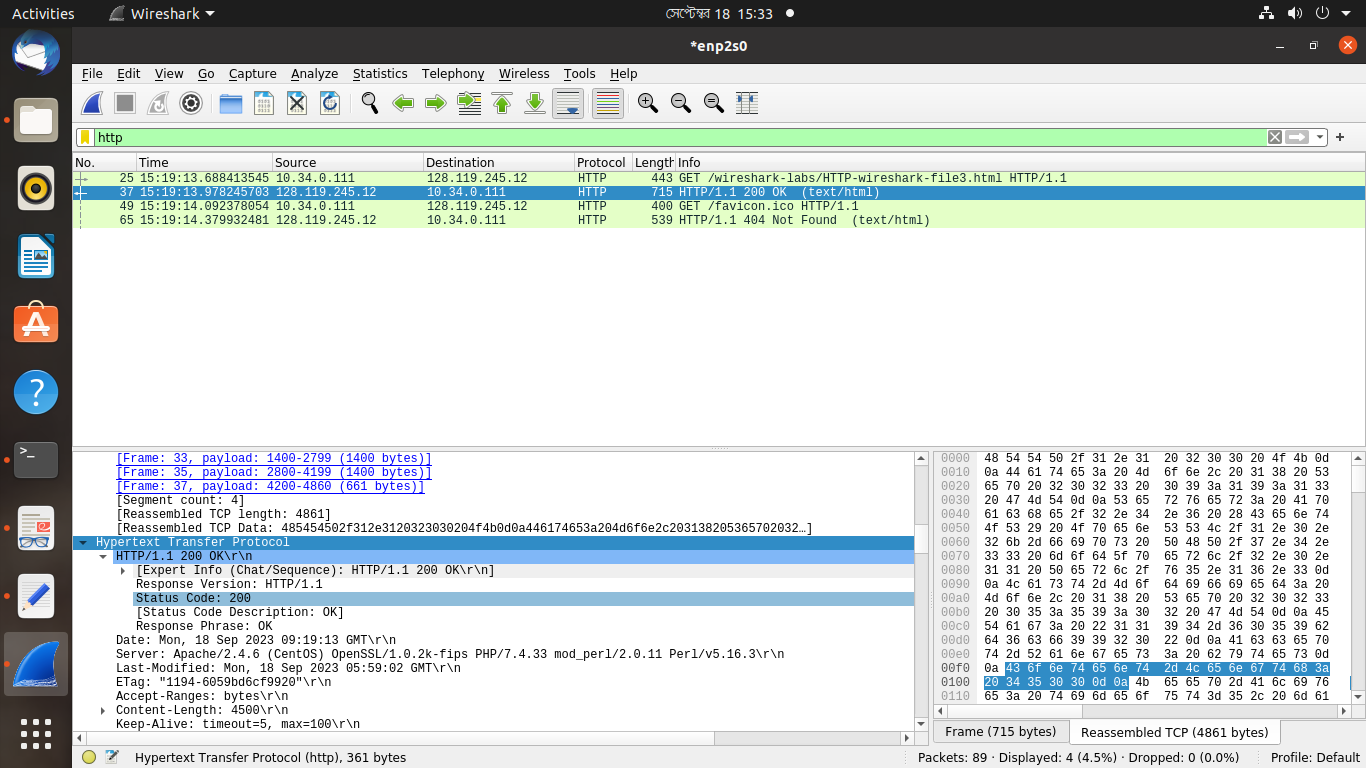 Activities Wireshark সেপ্টেম্বর 18 15:33
*enp2s0
File Edit View Go Capture Analyze Statistics Telephony Wireless Tools Help
http
No. Time Source Destination Protocol Length Info
25 15:19:13.688413545 10.34.0.111 128.119.245.12 HTTP 443 GET /wireshark-labs/HTTP-wireshark-file3.html HTTP/1.1
37 15:19:13.978245703 128.119.245.12 10.34.0.111 HTTP 715 HTTP/1.1 200 OK (text/html)
49 15:19:14.092378054 10.34.0.111 128.119.245.12 HTTP 400 GET /favicon.ico HTTP/1.1
65 15:19:14.379932481 128.119.245.12 10.34.0.111 HTTP 539 HTTP/1.1 404 Not Found (text/html)
[Frame: 33, payload: 1400-2799 (1400 bytes)]
[Frame: 35, payload: 2800-4199 (1400 bytes)]
[Frame: 37, payload: 4200-4860 (661 bytes)]
[Segment count: 4]
[Reassembled TCP length: 4861]
[Reassembled TCP Data: 485454502f312e3120323030204f4b0d0a446174653a204d6f6e2c20313820536570203​2…]
Hypertext Transfer Protocol
HTTP/1.1 200 OK\r\n
[Expert Info (Chat/Sequence): HTTP/1.1 200 OK\r\n]
Response Version: HTTP/1.1
Status Code: 200
[Status Code Description: OK]
Response Phrase: OK
Date: Mon, 18 Sep 2023 09:19:13 GMT\r\n
Server: Apache/2.4.6 (CentOS) OpenSSL/1.0.2k-fips PHP/7.4.33 mod_perl/2.0.11 Perl/v5.16.3\r\n
Last-Modified: Mon, 18 Sep 2023 05:59:02 GMT\r\n
ETag: "1194-6059bd6cf9920"\r\n
Accept-Ranges: bytes\r\n
Content-Length: 4500\r\n
Keep-Alive: timeout=5, max=100\r\n
0000 48 54 54 50 2f 31 2e 31 20 32 30 30 20 4f 4b 0d
0010 0a 44 61 74 65 3a 20 4d 6f 6e 2c 20 31 38 20 53
0020 65 70 20 32 30 32 33 20 30 39 3a 31 39 3a 31 33
0030 20 47 4d 54 0d 0a 53 65 72 76 65 72 3a 20 41 70
0040 61 63 68 65 2f 32 2e 34 2e 36 20 28 43 65 6e 74
0050 4f 53 29 20 4f 70 65 6e 53 53 4c 2f 31 2e 30 2e
0060 32 6b 2d 66 69 70 73 20 50 48 50 2f 37 2e 34 2e
0070 33 33 20 6d 6f 64 5f 70 65 72 6c 2f 32 2e 30 2e
0080 31 31 20 50 65 72 6c 2f 76 35 2e 31 36 2e 33 0d
0090 0a 4c 61 73 74 2d 4d 6f 64 69 66 69 65 64 3a 20
00a0 4d 6f 6e 2c 20 31 38 20 53 65 70 20 32 30 32 33
00b0 20 30 35 3a 35 39 3a 30 32 20 47 4d 54 0d 0a 45
00c0 54 61 67 3a 20 22 31 31 39 34 2d 36 30 35 39 62
00d0 64 36 63 66 39 39 32 30 22 0d 0a 41 63 63 65 70
00e0 74 2d 52 61 6e 67 65 73 3a 20 62 79 74 65 73 0d
00f0 0a 43 6f 6e 74 65 6e 74 2d 4c 65 6e 67 74 68 3a
0100 20 34 35 30 30 0d 0a 4b 65 65 70 2d 41 6c 69 76
0110 65 3a 20 74 69 6d 65 6f 75 74 3d 35 2c 20 6d 61
Frame (715 bytes) Reassembled TCP (4861 bytes)
Hypertext Transfer Protocol (http), 361 bytes Packets: 89 · Displayed: 4 (4.5%) · Dropped: 0 (0.0%) Profile: Default